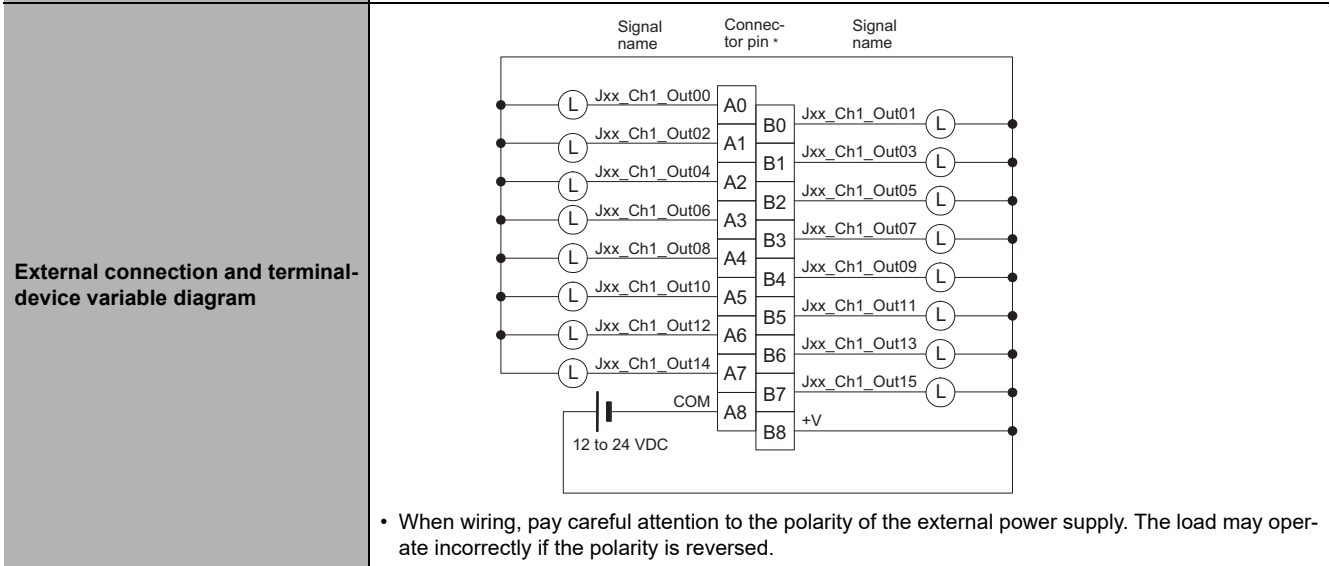 External connection and terminal-
device variable diagram
Signal
name
Connec-
tor pin *
Signal
name
L Jxx_Ch1_Out00 A0
B0 Jxx_Ch1_Out01 L
L Jxx_Ch1_Out02 A1
B1 Jxx_Ch1_Out03 L
L Jxx_Ch1_Out04 A2
B2 Jxx_Ch1_Out05 L
L Jxx_Ch1_Out06 A3
B3 Jxx_Ch1_Out07 L
L Jxx_Ch1_Out08 A4
B4 Jxx_Ch1_Out09 L
L Jxx_Ch1_Out10 A5
B5 Jxx_Ch1_Out11 L
L Jxx_Ch1_Out12 A6
B6 Jxx_Ch1_Out13 L
L Jxx_Ch1_Out14 A7
B7 Jxx_Ch1_Out15 L
COM A8
B8 +V
12 to 24 VDC
• When wiring, pay careful attention to the polarity of the external power supply. The load may oper-
ate incorrectly if the polarity is reversed.